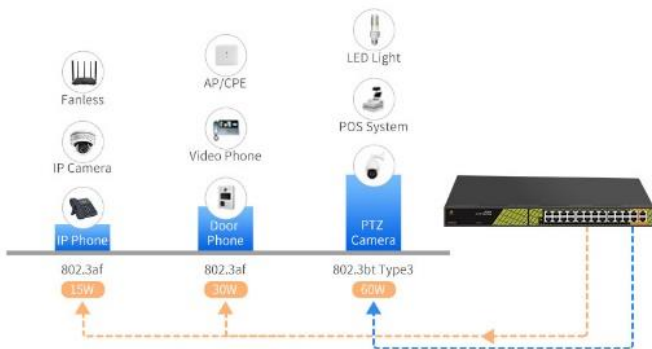 LED Light
AP/CPE
Fanless
POS System
Video Phone
IP Camera
IP Phone
Door
Phone
PTZ
Camera
802.3af
802.3af
802.3bt Type3
15W
30W
60W